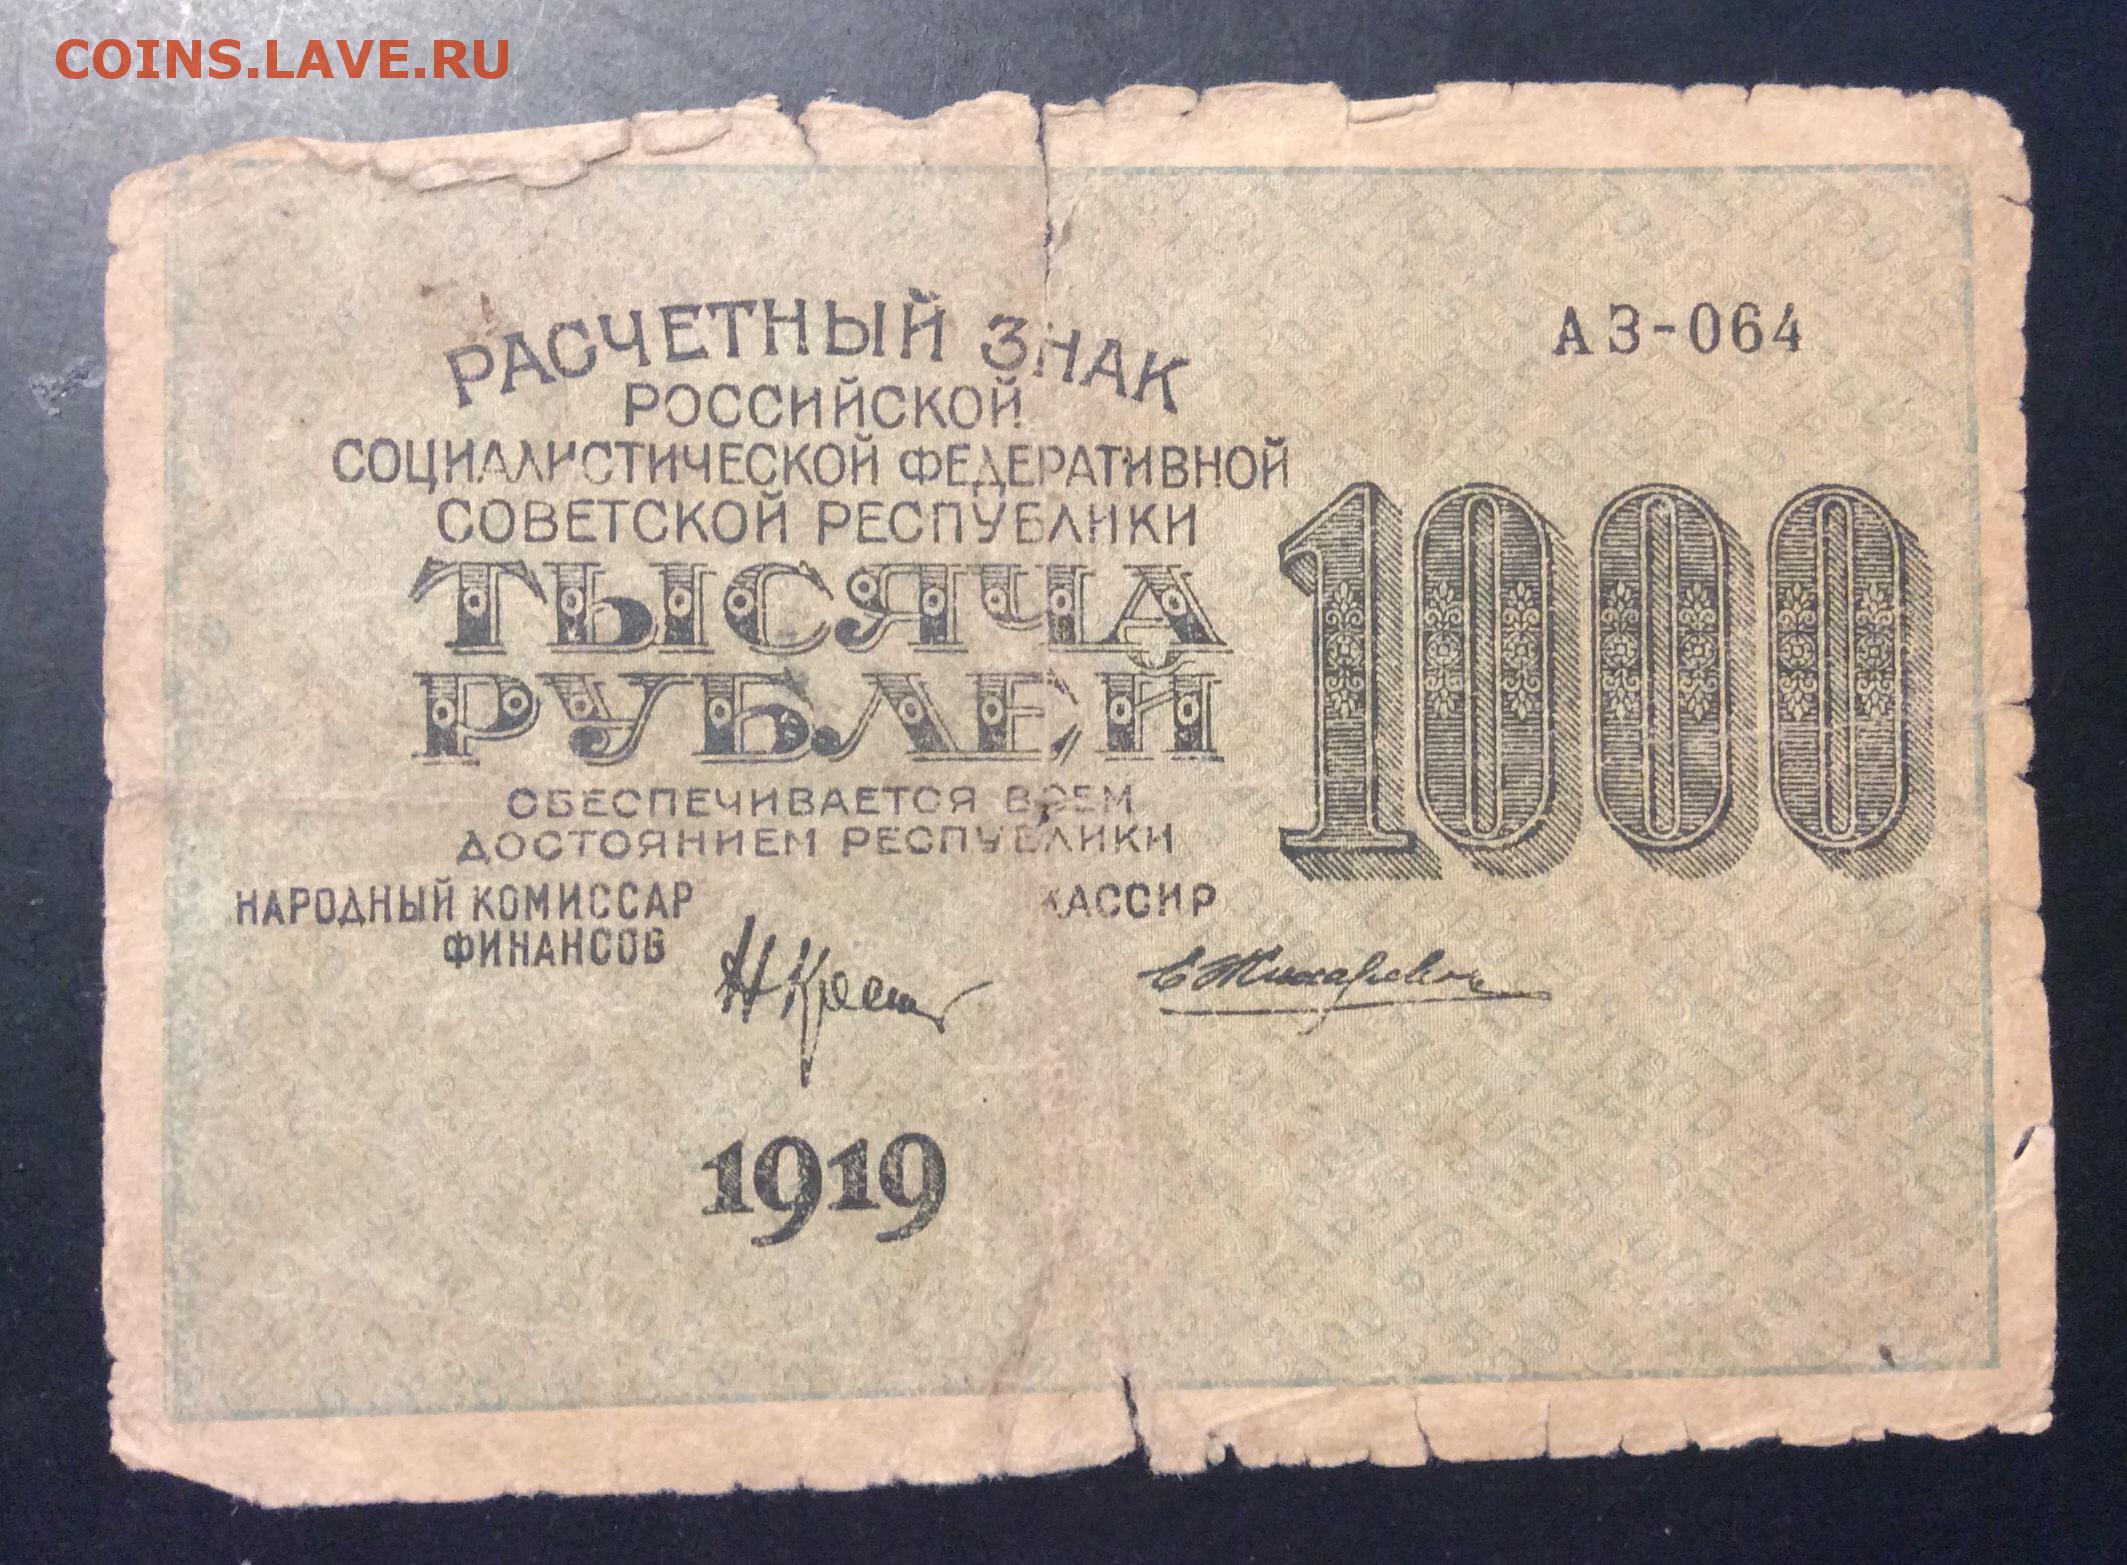 COINS.LAVE.RU
РАСЧЕТНЫЙ ЗНАК
АЗ-064
РОССИЙСКОЙ
СОЦИАЛИСТИЧЕСКОЙ ФЕДЕРАТИВНОЙ
СОВЕТСКОЙ РЕСПУБЛИКИ
1000
ТЫСЯЧА
РУБЛЕЙ
ОБЕСПЕЧИВАЕТСЯ ВСЕМ
ДОСТОЯНИЕМ РЕСПУБЛИКИ
НАРОДНЫЙ КОМИССАР КАССИР
ФИНАНСОВ
1919